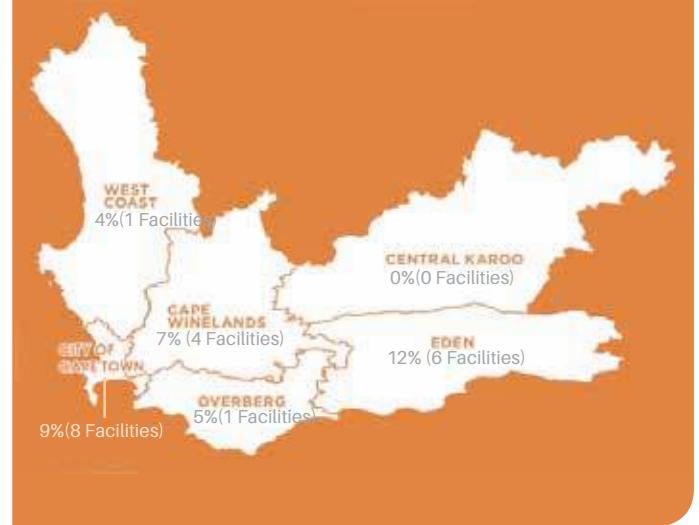 WEST
COAST
4%(1 Facilities
CENTRAL KAROO
0%(0 Facilities)
CAPE
WINELANDS
7% (4 Facilities)
EDEN
12% (6 Facilities)
CITY OF
CAPE TOWN
OVERBERG
5%(1 Facilities)
9%(8 Facilities)